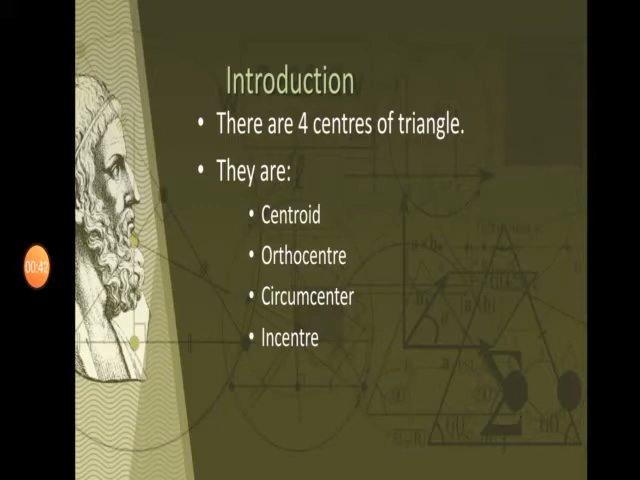 Introduction
• There are 4 centres of triangle.
• They are:
• Centroid
• Orthocentre
• Circumcenter
• Incentre
00:42